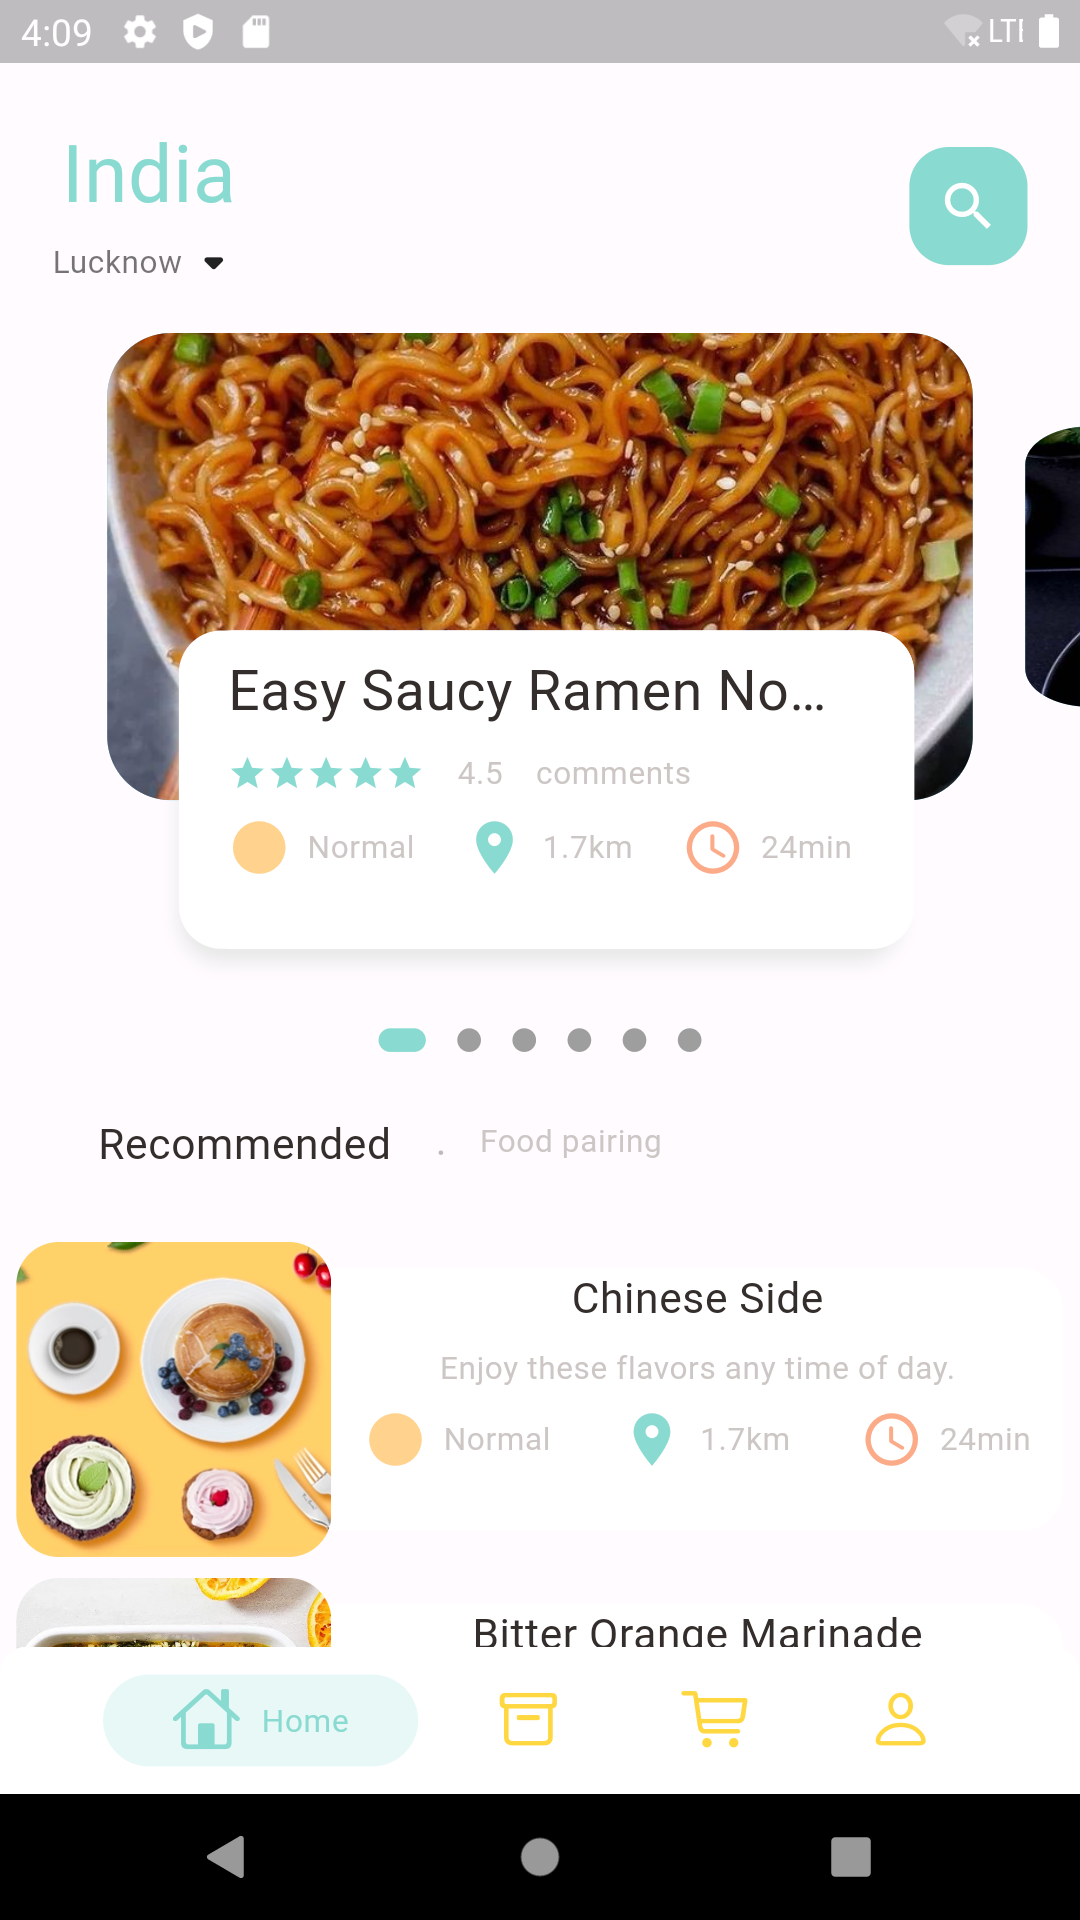 4:09
LTE
India
Lucknow
Easy Saucy Ramen No...
4.5 comments
Normal 1.7km 24min
Recommended . Food pairing
Chinese Side
Enjoy these flavors any time of day.
Normal 1.7km 24min
Bitter Orange Marinade
Home